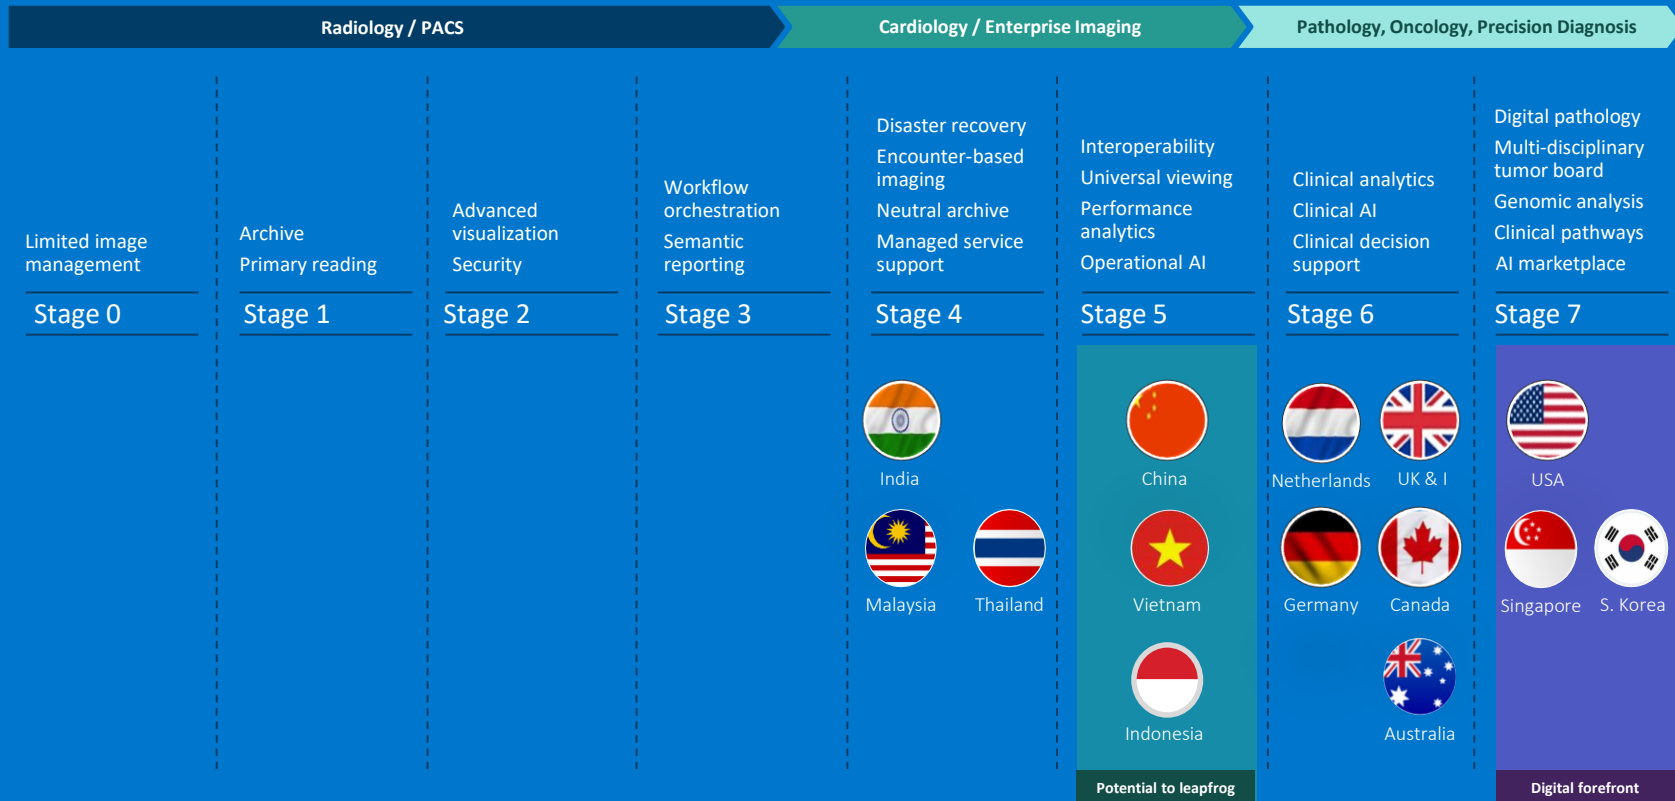 Radiology / PACS
Cardiology / Enterprise Imaging
Pathology, Oncology, Precision Diagnosis
Limited image
management
Stage 0
Archive
Primary reading
Stage 1
Advanced
visualization
Security
Stage 2
Workflow
orchestration
Semantic
reporting
Stage 3
Disaster recovery
Encounter-based
imaging
Neutral archive
Managed service
support
Stage 4
India
Malaysia
Thailand
Interoperability
Universal viewing
Performance
analytics
Operational AI
Stage 5
China
Vietnam
Indonesia
Potential to leapfrog
Clinical analytics
Clinical AI
Clinical decision
support
Stage 6
Netherlands
UK & I
Germany
Canada
Australia
Digital pathology
Multi-disciplinary
tumor board
Genomic analysis
Clinical pathways
AI marketplace
Stage 7
USA
Singapore
S. Korea
Digital forefront